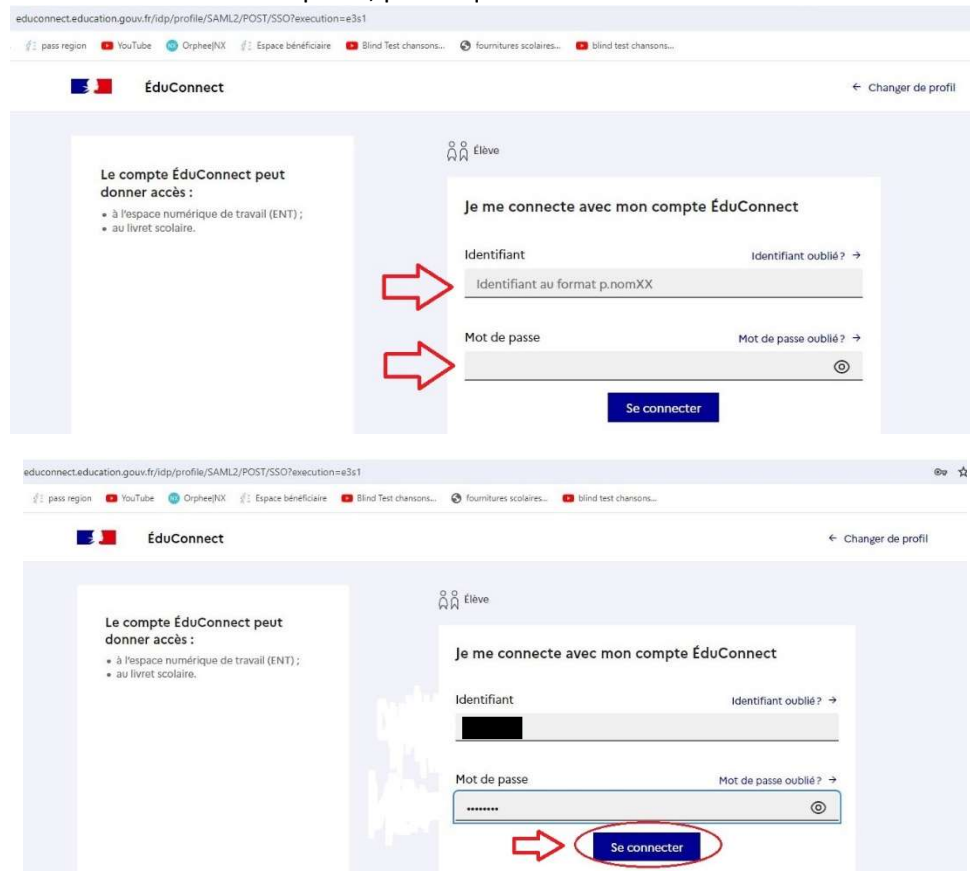 educonnect.education.gouv.fr/idp/profile/SAML2/POST/SSO?execution=e3s1
pass region YouTube Orphee|NX Espace bénéficiaire Blind Test chansons... fournitures scolaires... blind test chansons...
ÉduConnect
← Changer de profil
Élève
Le compte ÉduConnect peut
donner accès :
• à l'espace numérique de travail (ENT) ;
• au livret scolaire.
Je me connecte avec mon compte ÉduConnect
Identifiant Identifiant oublié? →
Identifiant au format p.nomXX
Mot de passe Mot de passe oublié? →
Se connecter
educonnect.education.gouv.fr/idp/profile/SAML2/POST/SSO?execution=e3s1
pass region YouTube Orphee|NX Espace bénéficiaire Blind Test chansons... fournitures scolaires... blind test chansons...
ÉduConnect
← Changer de profil
Élève
Le compte ÉduConnect peut
donner accès :
• à l'espace numérique de travail (ENT) ;
• au livret scolaire.
Je me connecte avec mon compte ÉduConnect
Identifiant Identifiant oublié? →
Mot de passe Mot de passe oublié? →
••••••••
Se connecter